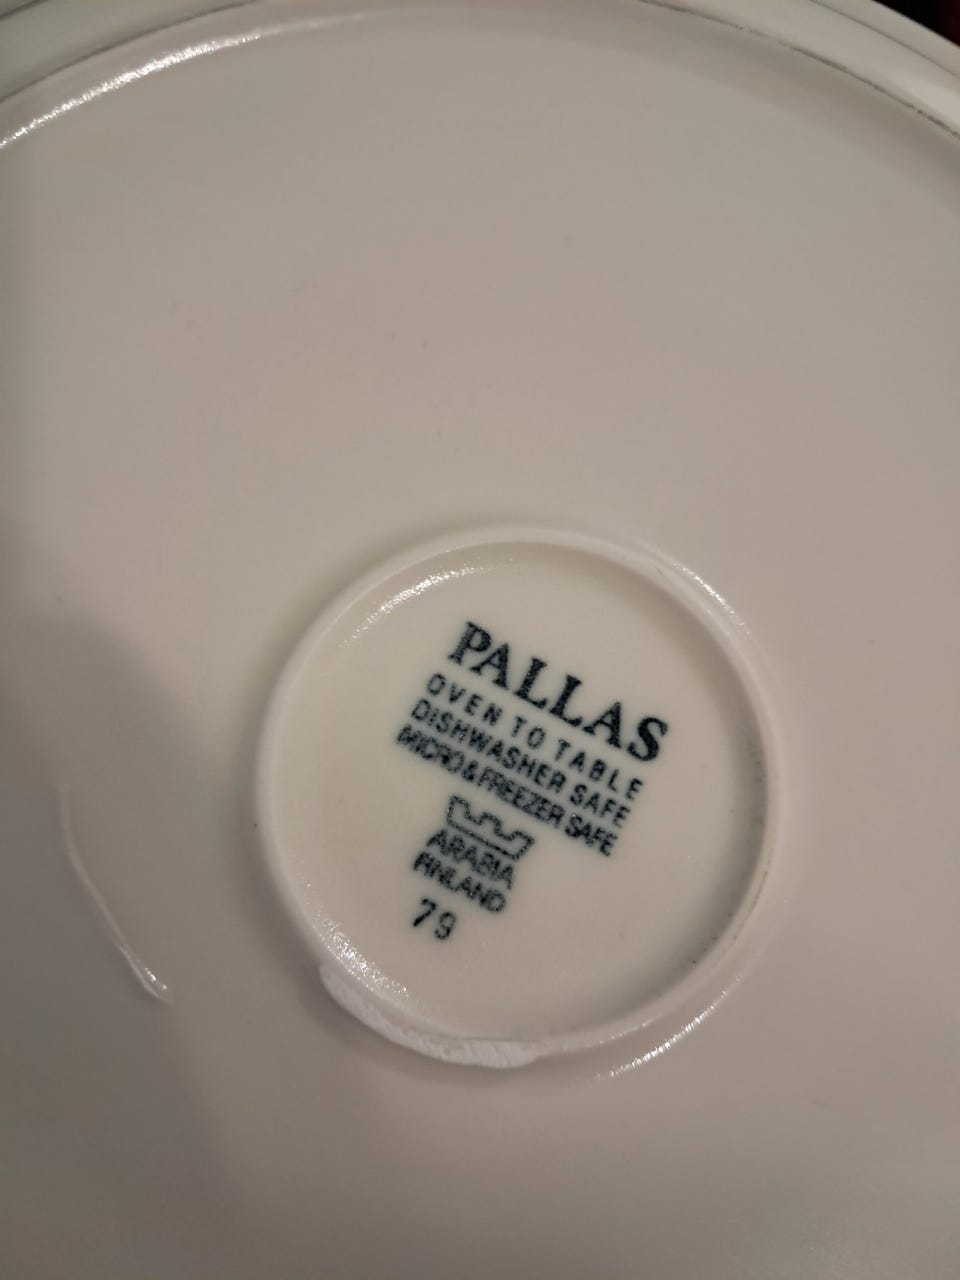 PALLAS
OVEN TO TABLE
DISHWASHER SAFE
MICRO & FREEZER SAFE
ARABIA
FINLAND
79